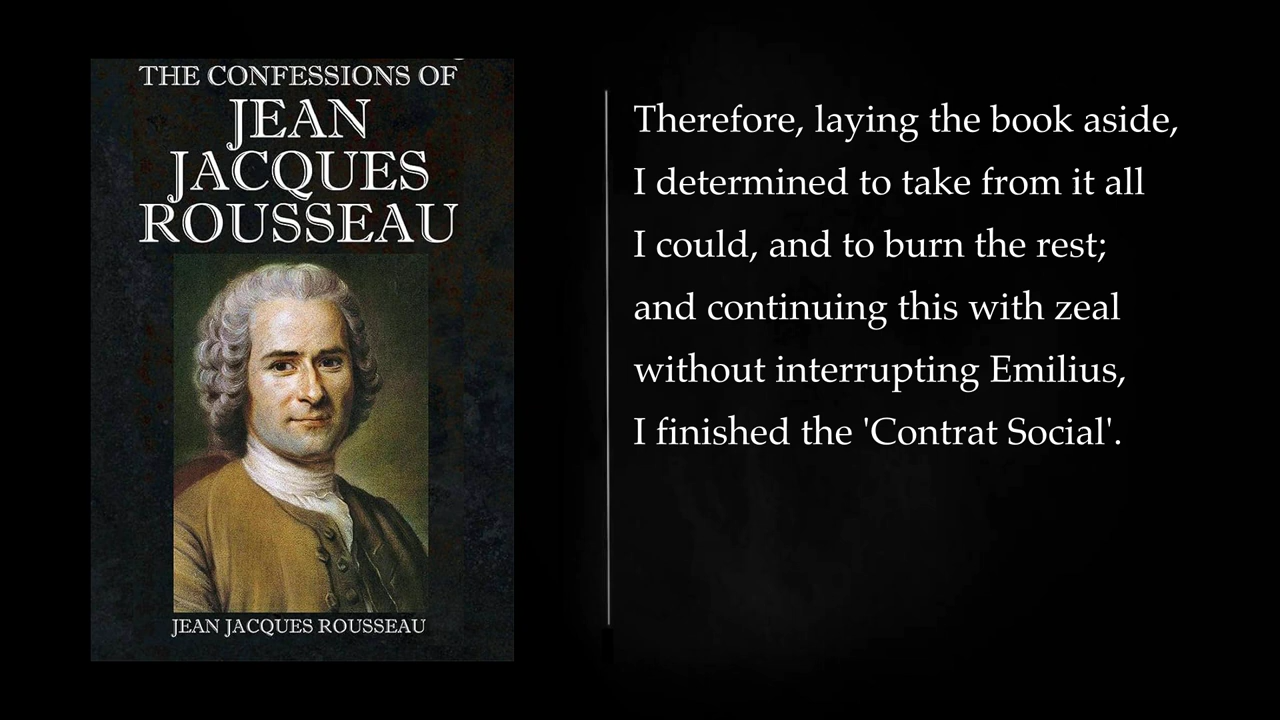 THE CONFESSIONS OF
JEAN
JACQUES
ROUSSEAU
JEAN JACQUES ROUSSEAU
Therefore, laying the book aside,
I determined to take from it all
I could, and to burn the rest;
and continuing this with zeal
without interrupting Emilius,
I finished the 'Contrat Social'.